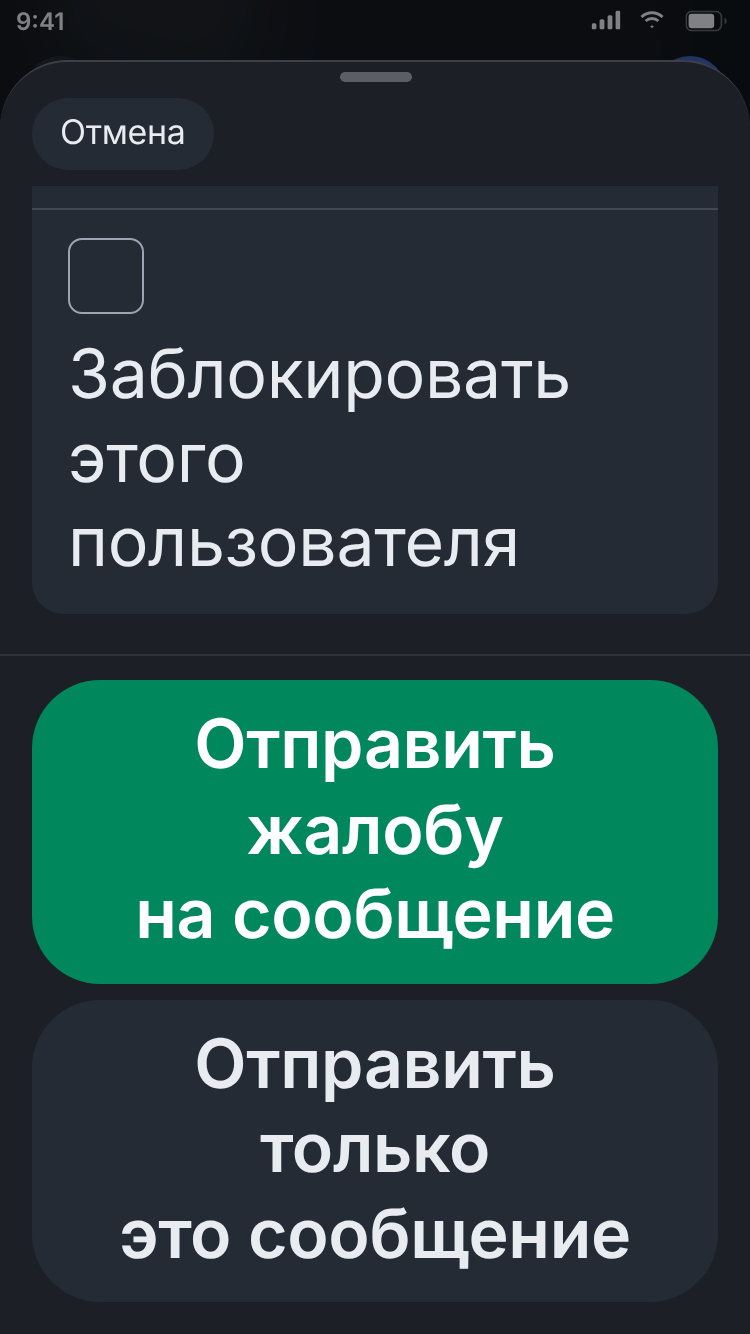 9:41
Отмена
Заблокировать
этого
пользователя
Отправить
жалобу
на сообщение
Отправить
только
это сообщение